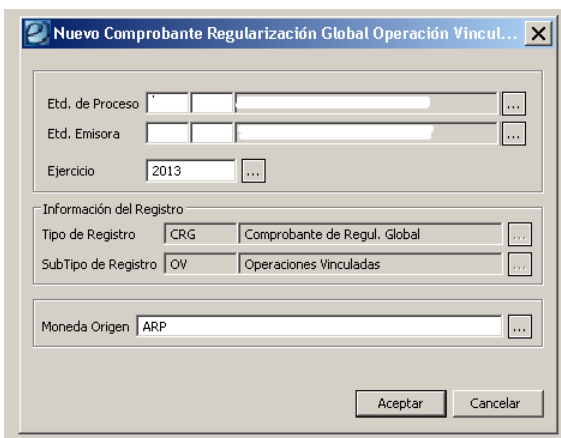 Nuevo Comprobante Regularización Global Operación Vincul...
Etd. de Proceso ...
Etd. Emisora ...
Ejercicio 2013 ...
Información del Registro
Tipo de Registro CRG Comprobante de Regul. Global ...
SubTipo de Registro OV Operaciones Vinculadas ...
Moneda Origen ARP ...
Aceptar Cancelar